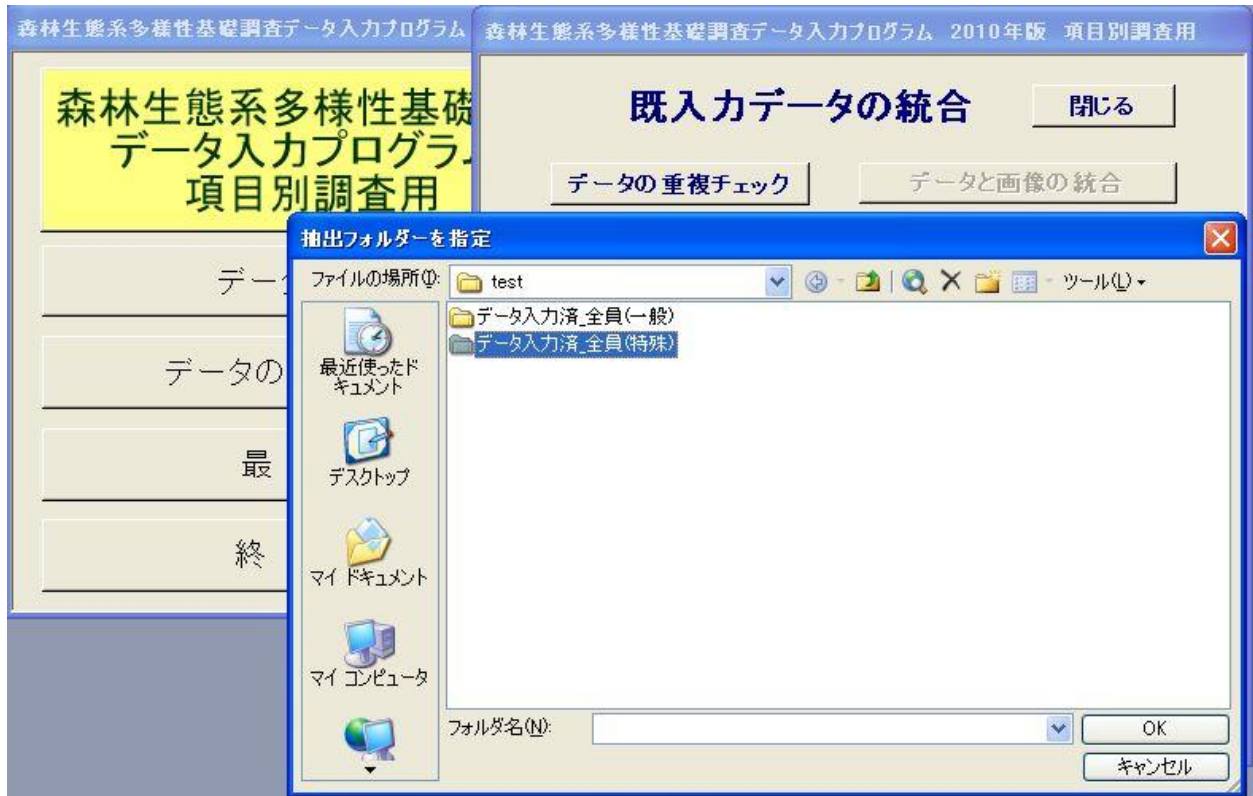 森林生態系多様性基礎調査データ入力プログラム
森林生態系多様性基礎調査データ入力プログラム 2010年版 項目別調査用
森林生態系多様性基礎
データ入力プログラム
項目別調査用
デー
データの
最
終
既入力データの統合
閉じる
データの重複チェック
データと画像の統合
抽出フォルダーを指定
ファイルの場所(I):
test
ツール(L)
データ入力済_全員(一般)
データ入力済_全員(特殊)
最近使ったド
キュメント
デスクトップ
マイ ドキュメント
マイ コンピュータ
フォルダ名(N):
OK
キャンセル